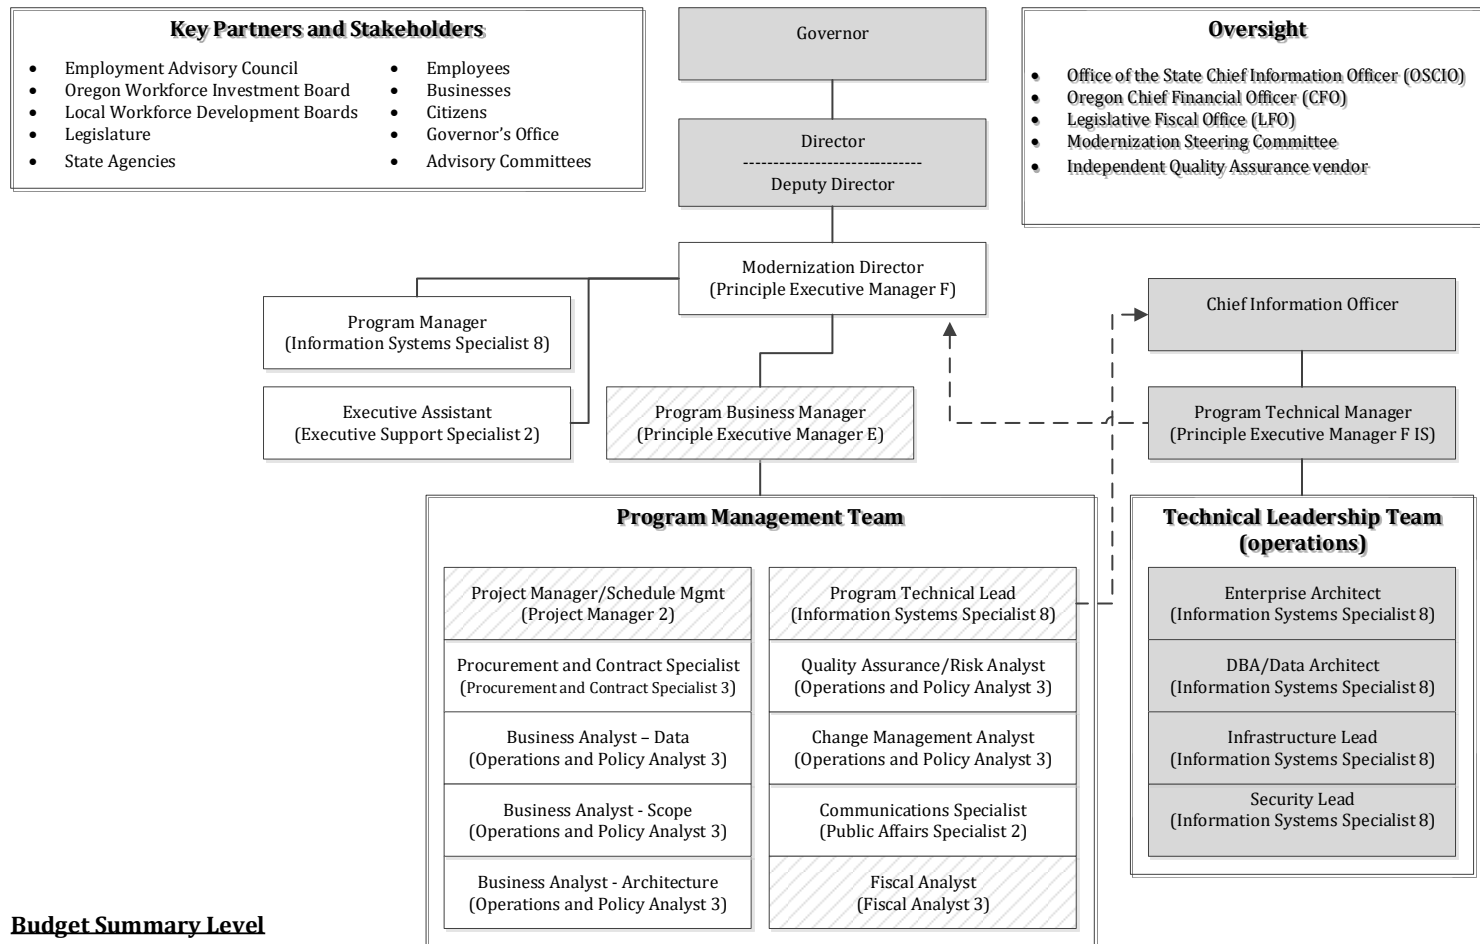 Key Partners and Stakeholders
• Employment Advisory Council
• Oregon Workforce Investment Board
• Local Workforce Development Boards
• Legislature
• State Agencies
• Employees
• Businesses
• Citizens
• Governor’s Office
• Advisory Committees
Governor
Director
------------------------------
Deputy Director
Oversight
• Office of the State Chief Information Officer (OSCIO)
• Oregon Chief Financial Officer (CFO)
• Legislative Fiscal Office (LFO)
• Modernization Steering Committee
• Independent Quality Assurance vendor
Modernization Director
(Principle Executive Manager F)
Program Manager
(Information Systems Specialist 8)
Chief Information Officer
Executive Assistant
(Executive Support Specialist 2)
Program Business Manager
(Principle Executive Manager E)
Program Technical Manager
(Principle Executive Manager F IS)
Program Management Team
Project Manager/Schedule Mgmt
(Project Manager 2)
Procurement and Contract Specialist
(Procurement and Contract Specialist 3)
Business Analyst – Data
(Operations and Policy Analyst 3)
Business Analyst - Scope
(Operations and Policy Analyst 3)
Business Analyst - Architecture
(Operations and Policy Analyst 3)
Program Technical Lead
(Information Systems Specialist 8)
Quality Assurance/Risk Analyst
(Operations and Policy Analyst 3)
Change Management Analyst
(Operations and Policy Analyst 3)
Communications Specialist
(Public Affairs Specialist 2)
Fiscal Analyst
(Fiscal Analyst 3)
Technical Leadership Team
(operations)
Enterprise Architect
(Information Systems Specialist 8)
DBA/Data Architect
(Information Systems Specialist 8)
Infrastructure Lead
(Information Systems Specialist 8)
Security Lead
(Information Systems Specialist 8)
Budget Summary Level